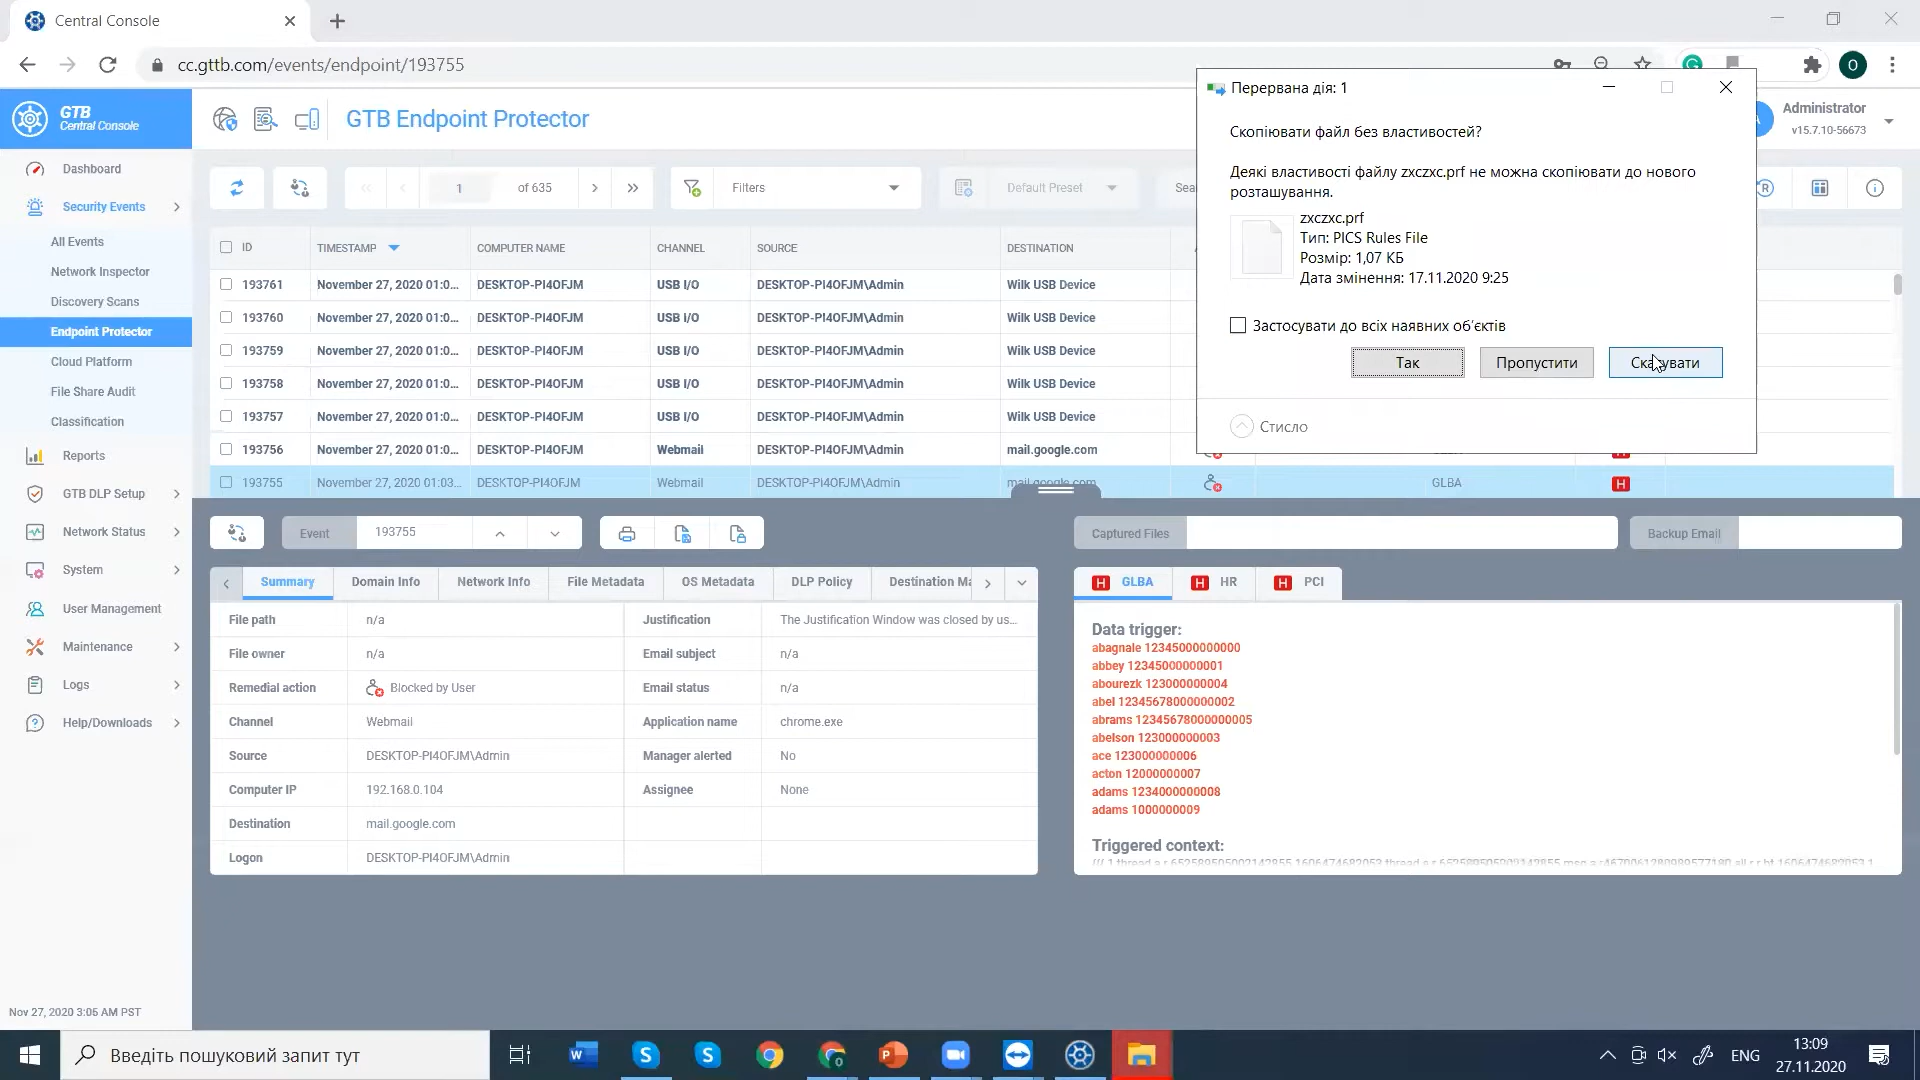 Central Console
cc.gttb.com/events/endpoint/193755
O
GTB
Central Console
GTB Endpoint Protector
Administrator
v15.7.10-56673
Перервана дія: 1
Скопіювати файл без властивостей?
Деякі властивості файлу zxczxc.prf не можна скопіювати до нового
розташування.
zxczxc.prf
Тип: PICS Rules File
Розмір: 1,07 КБ
Дата змінення: 17.11.2020 9:25
Застосувати до всіх наявних об'єктів
Так
Пропустити
Скасувати
Стисло
Dashboard
Security Events
All Events
Network Inspector
Discovery Scans
Endpoint Protector
Cloud Platform
File Share Audit
Classification
Reports
GTB DLP Setup
Network Status
System
User Management
Maintenance
Logs
Help/Downloads
Nov 27, 2020 3:05 AM PST
1 of 635
Filters
Default Preset
Sea
ID TIMESTAMP COMPUTER NAME CHANNEL SOURCE DESTINATION
193761 November 27, 2020 01:0... DESKTOP-PI4OFJM USB I/O DESKTOP-PI4OFJM\Admin Wilk USB Device
193760 November 27, 2020 01:0... DESKTOP-PI4OFJM USB I/O DESKTOP-PI4OFJM\Admin Wilk USB Device
193759 November 27, 2020 01:0... DESKTOP-PI4OFJM USB I/O DESKTOP-PI4OFJM\Admin Wilk USB Device
193758 November 27, 2020 01:0... DESKTOP-PI4OFJM USB I/O DESKTOP-PI4OFJM\Admin Wilk USB Device
193757 November 27, 2020 01:0... DESKTOP-PI4OFJM USB I/O DESKTOP-PI4OFJM\Admin Wilk USB Device
193756 November 27, 2020 01:0... DESKTOP-PI4OFJM Webmail DESKTOP-PI4OFJM\Admin mail.google.com
193755 November 27, 2020 01:03... DESKTOP-PI4OFJM Webmail DESKTOP-PI4OFJM\Admin mail.google.com GLBA H
Event 193755
Captured Files
Backup Email
Summary Domain Info Network Info File Metadata OS Metadata DLP Policy Destination Ma
File path n/a Justification The Justification Window was closed by us...
File owner n/a Email subject n/a
Remedial action Blocked by User Email status n/a
Channel Webmail Application name chrome.exe
Source DESKTOP-PI4OFJM\Admin Manager alerted No
Computer IP 192.168.0.104 Assignee None
Destination mail.google.com
Logon DESKTOP-PI4OFJM\Admin
H GLBA H HR H PCI
Data trigger:
abagnale 12345000000000
abbey 12345000000001
abourezk 123000000004
abel 12345678000000002
abrams 12345678000000005
abelson 123000000003
ace 123000000006
acton 12000000007
adams 1234000000008
adams 1000000009
Triggered context:
Введіть пошуковий запит тут
ENG
13:09
27.11.2020